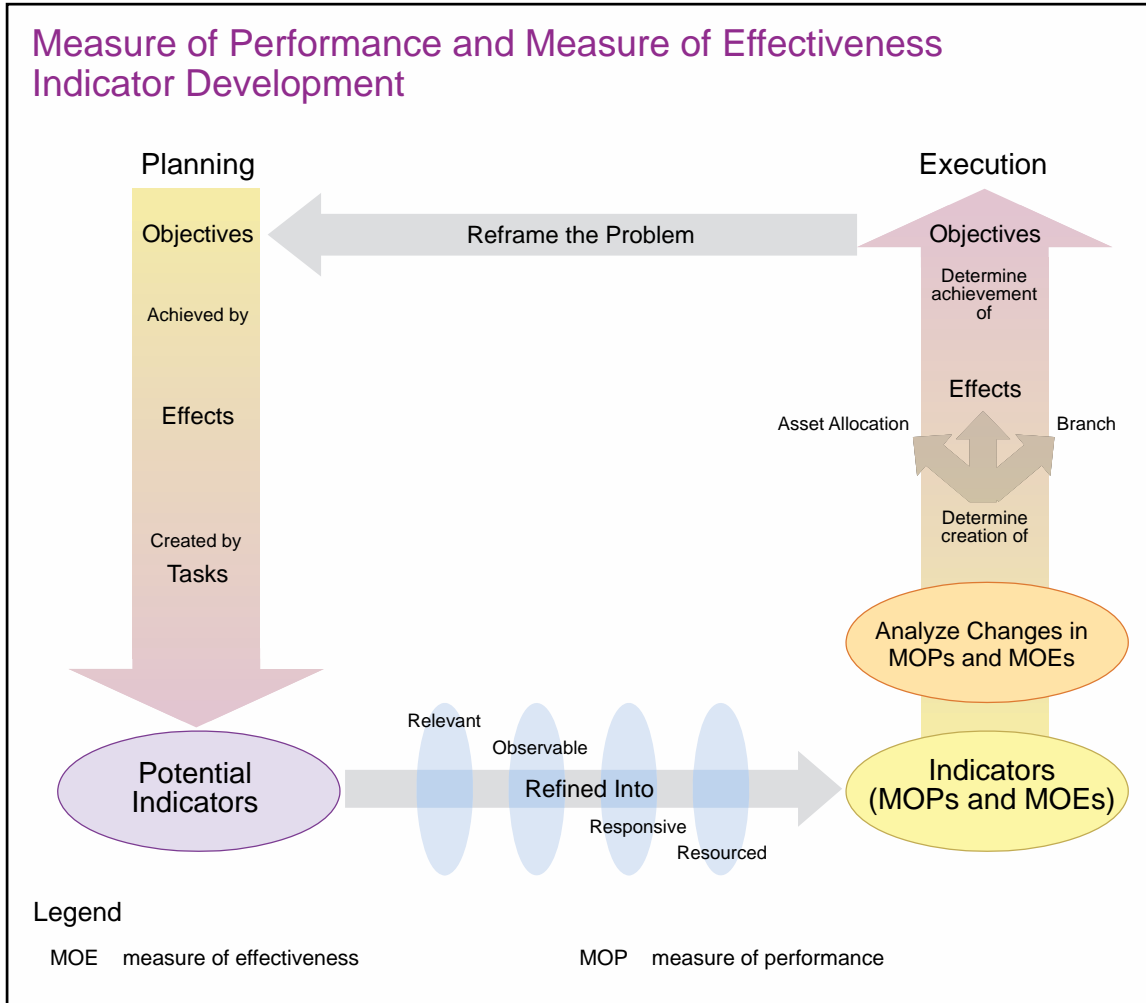 Measure of Performance and Measure of Effectiveness
Indicator Development
Planning
Execution
Objectives
Reframe the Problem
Objectives
Achieved by
Determine
achievement
of
Effects
Effects
Asset Allocation
Branch
Created by
Tasks
Determine
creation of
Analyze Changes in
MOPs and MOEs
Potential
Indicators
Relevant
Observable
Refined Into
Responsive
Resourced
Indicators
(MOPs and MOEs)
Legend
MOE measure of effectiveness
MOP measure of performance